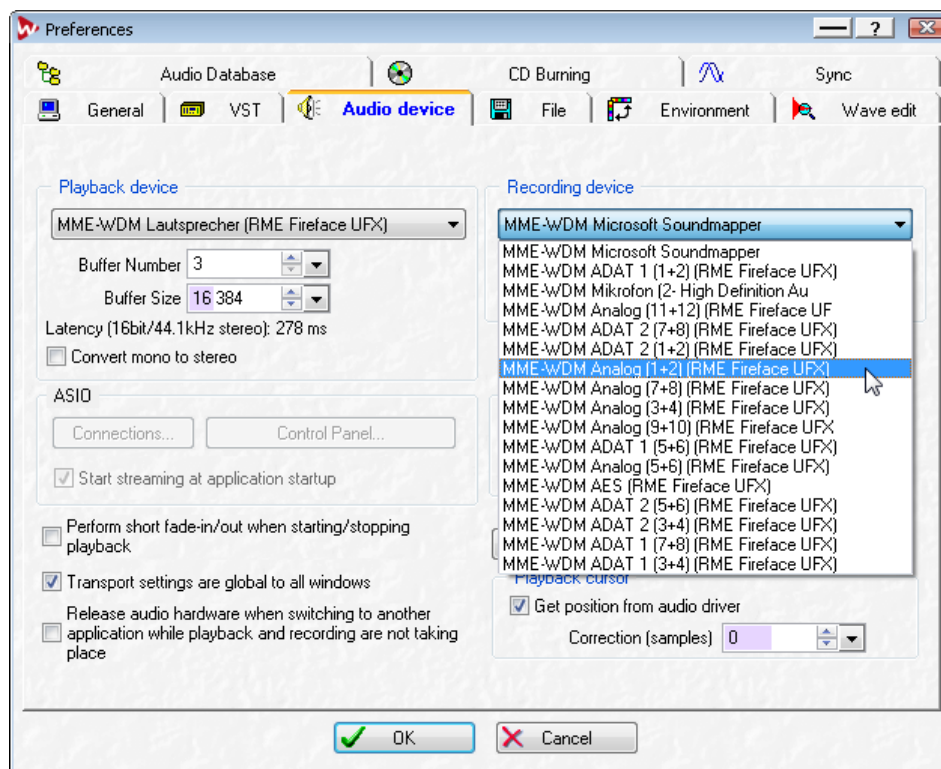 Preferences
?
Audio Database
CD Burning
Sync
General
VST
Audio device
File
Environment
Wave edit
Playback device
MME-WDM Lautsprecher (RME Fireface UFX)
Buffer Number 3
Buffer Size 16 384
Latency (16bit/44.1kHz stereo): 278 ms
Convert mono to stereo
ASIO
Connections...
Control Panel...
Start streaming at application startup
Perform short fade-in/out when starting/stopping
playback
Transport settings are global to all windows
Release audio hardware when switching to another
application while playback and recording are not taking
place
Recording device
MME-WDM Microsoft Soundmapper
MME-WDM Microsoft Soundmapper
MME-WDM ADAT 1 (1+2) (RME Fireface UFX)
MME-WDM Mikrofon (2- High Definition Au
MME-WDM Analog (11+12) (RME Fireface UF
MME-WDM ADAT 2 (7+8) (RME Fireface UFX)
MME-WDM ADAT 2 (1+2) (RME Fireface UFX)
MME-WDM Analog (1+2) (RME Fireface UFX)
MME-WDM Analog (7+8) (RME Fireface UFX)
MME-WDM Analog (3+4) (RME Fireface UFX)
MME-WDM Analog (9+10) (RME Fireface UFX
MME-WDM ADAT 1 (5+6) (RME Fireface UFX)
MME-WDM Analog (5+6) (RME Fireface UFX)
MME-WDM AES (RME Fireface UFX)
MME-WDM ADAT 2 (5+6) (RME Fireface UFX)
MME-WDM ADAT 2 (3+4) (RME Fireface UFX)
MME-WDM ADAT 1 (7+8) (RME Fireface UFX)
MME-WDM ADAT 1 (3+4) (RME Fireface UFX)
Playback cursor
Get position from audio driver
Correction (samples) 0
OK
Cancel